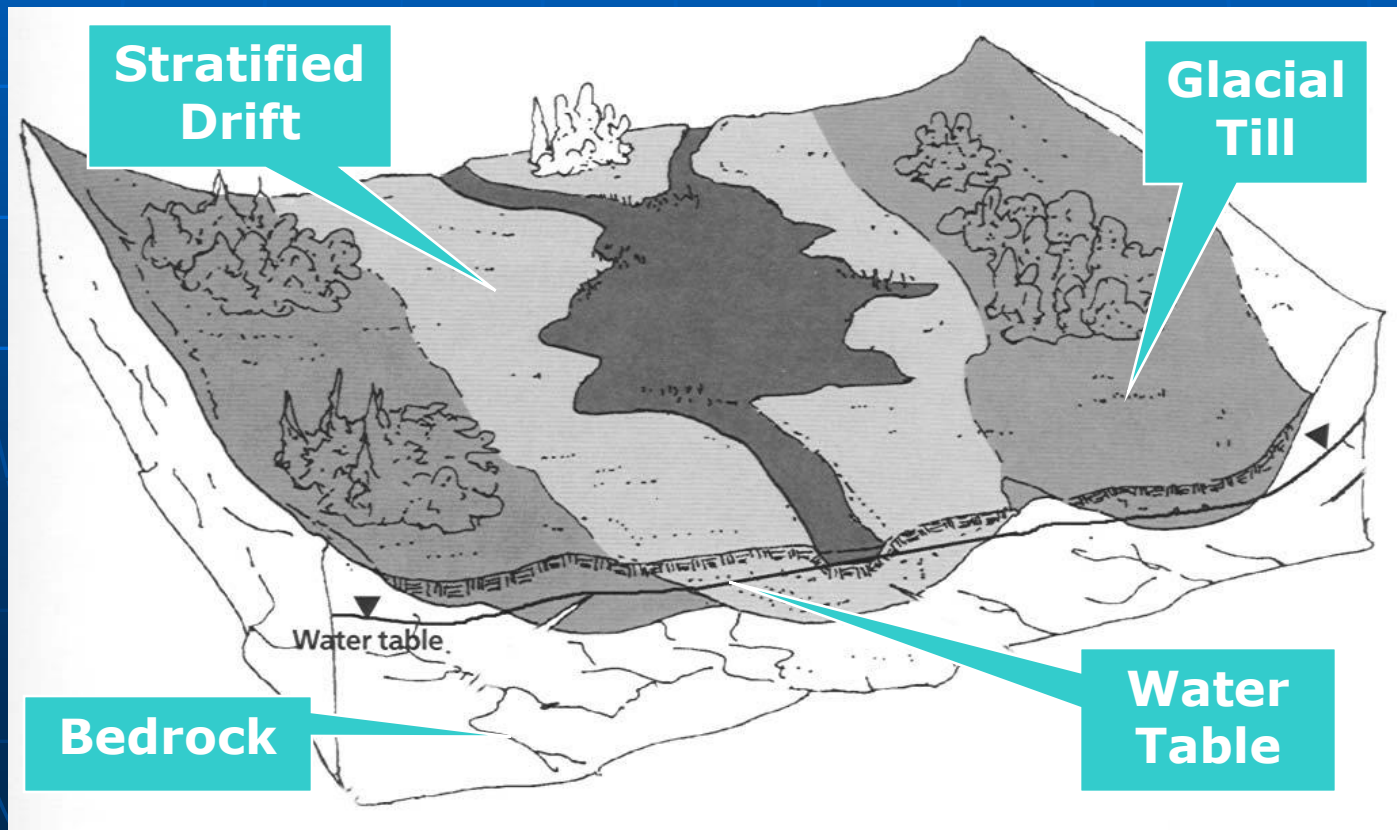 Stratified
Drift
Glacial
Till
Water table
Bedrock
Water
Table